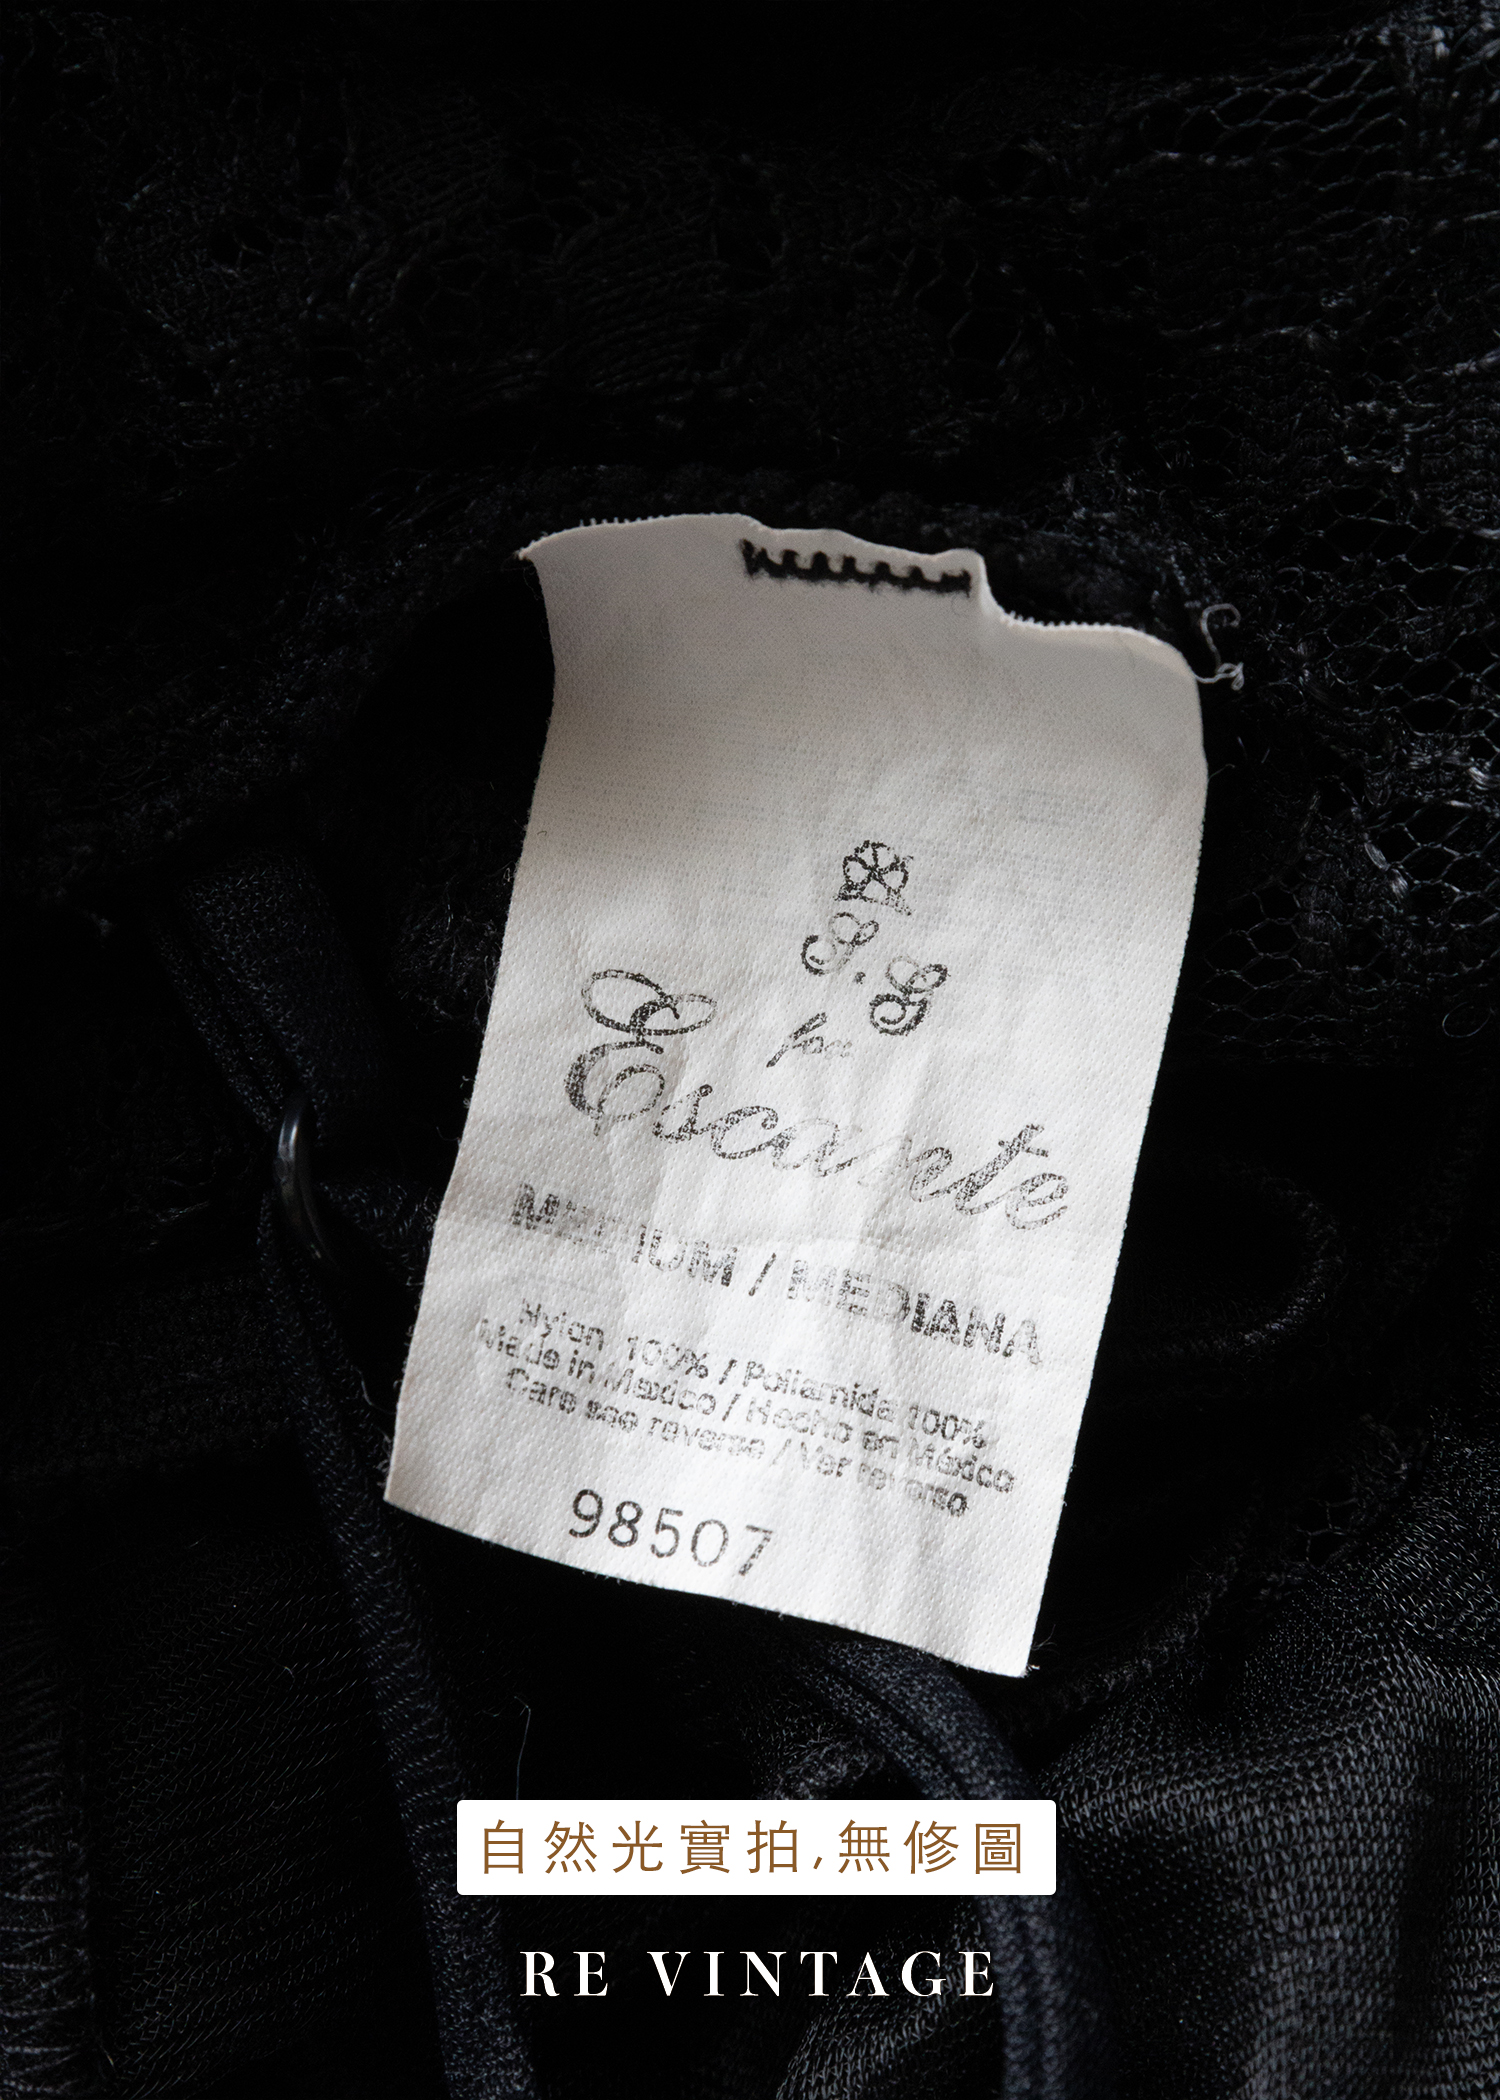 S.G
for
Escante
MEDIUM / MEDIANA
Nylon 100% / Poliamida 100%
Made in Mexico / Hecho en México
Care see reverse / Ver reverso
98507
自然光實拍,無修圖
RE VINTAGE